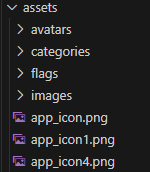 assets
avatars
categories
flags
images
app_icon.png
app_icon1.png
app_icon4.png